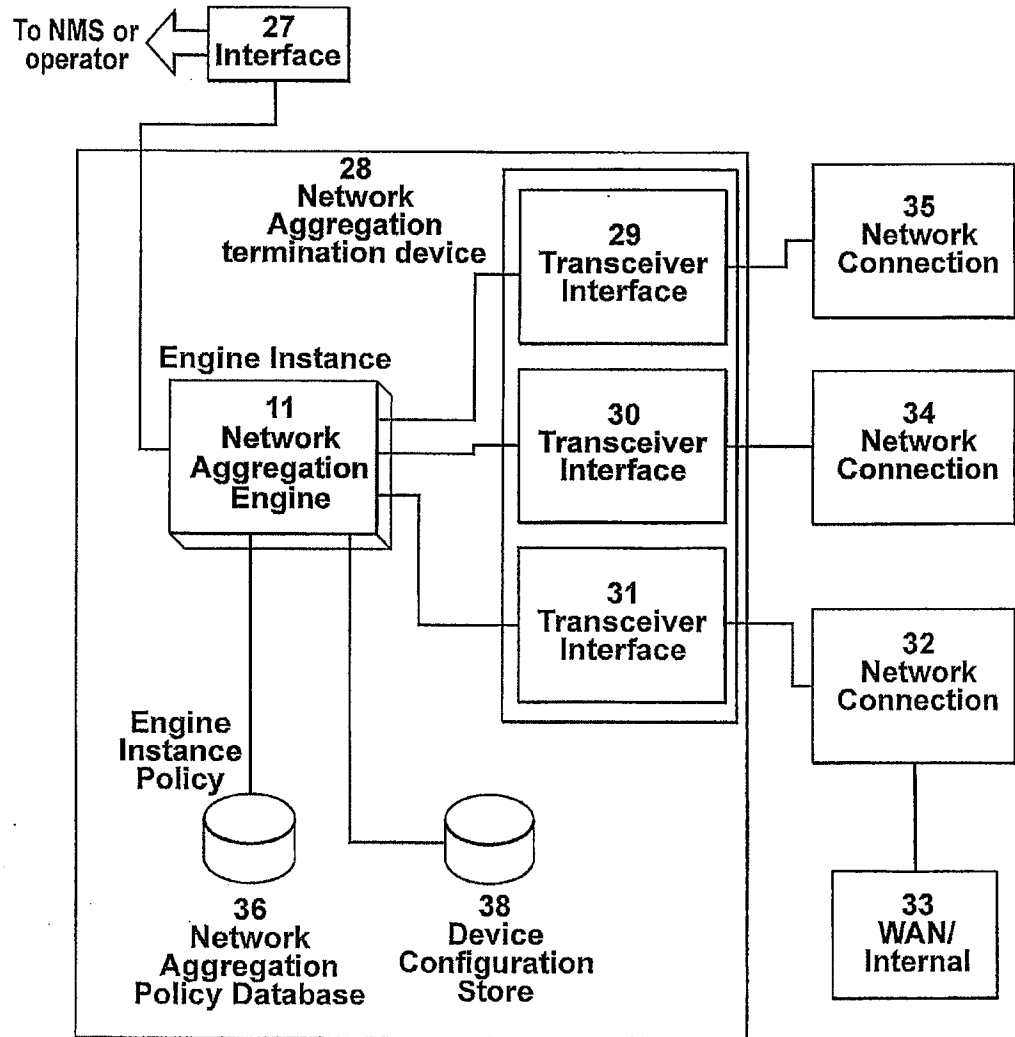 To NMS or
operator
27
Interface
28
Network
Aggregation
termination device
29
Transceiver
Interface
35
Network
Connection
Engine Instance
11
Network
Aggregation
Engine
30
Transceiver
Interface
34
Network
Connection
31
Transceiver
Interface
32
Network
Connection
Engine
Instance
Policy
36
Network
Aggregation
Policy Database
38
Device
Configuration
Store
33
WAN/
Internal